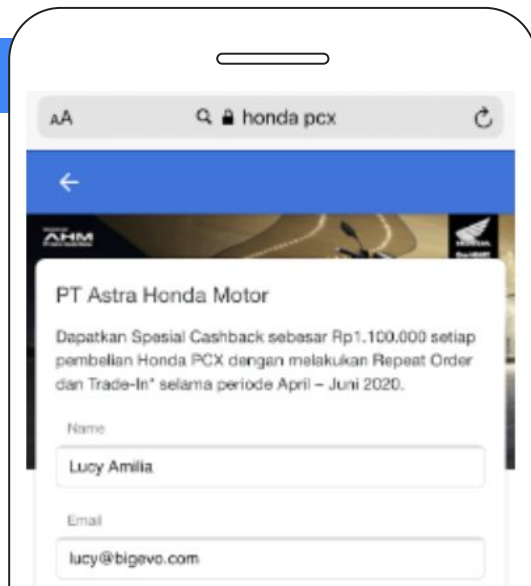 AA honda pcx
AHM
HONDA
PT Astra Honda Motor
Dapatkan Spesial Cashback sebesar Rp1.100.000 setiap
pembelian Honda PCX dengan melakukan Repeat Order
dan Trade-In* selama periode April – Juni 2020.
Name
Lucy Amilia
Email
lucy@bigevo.com